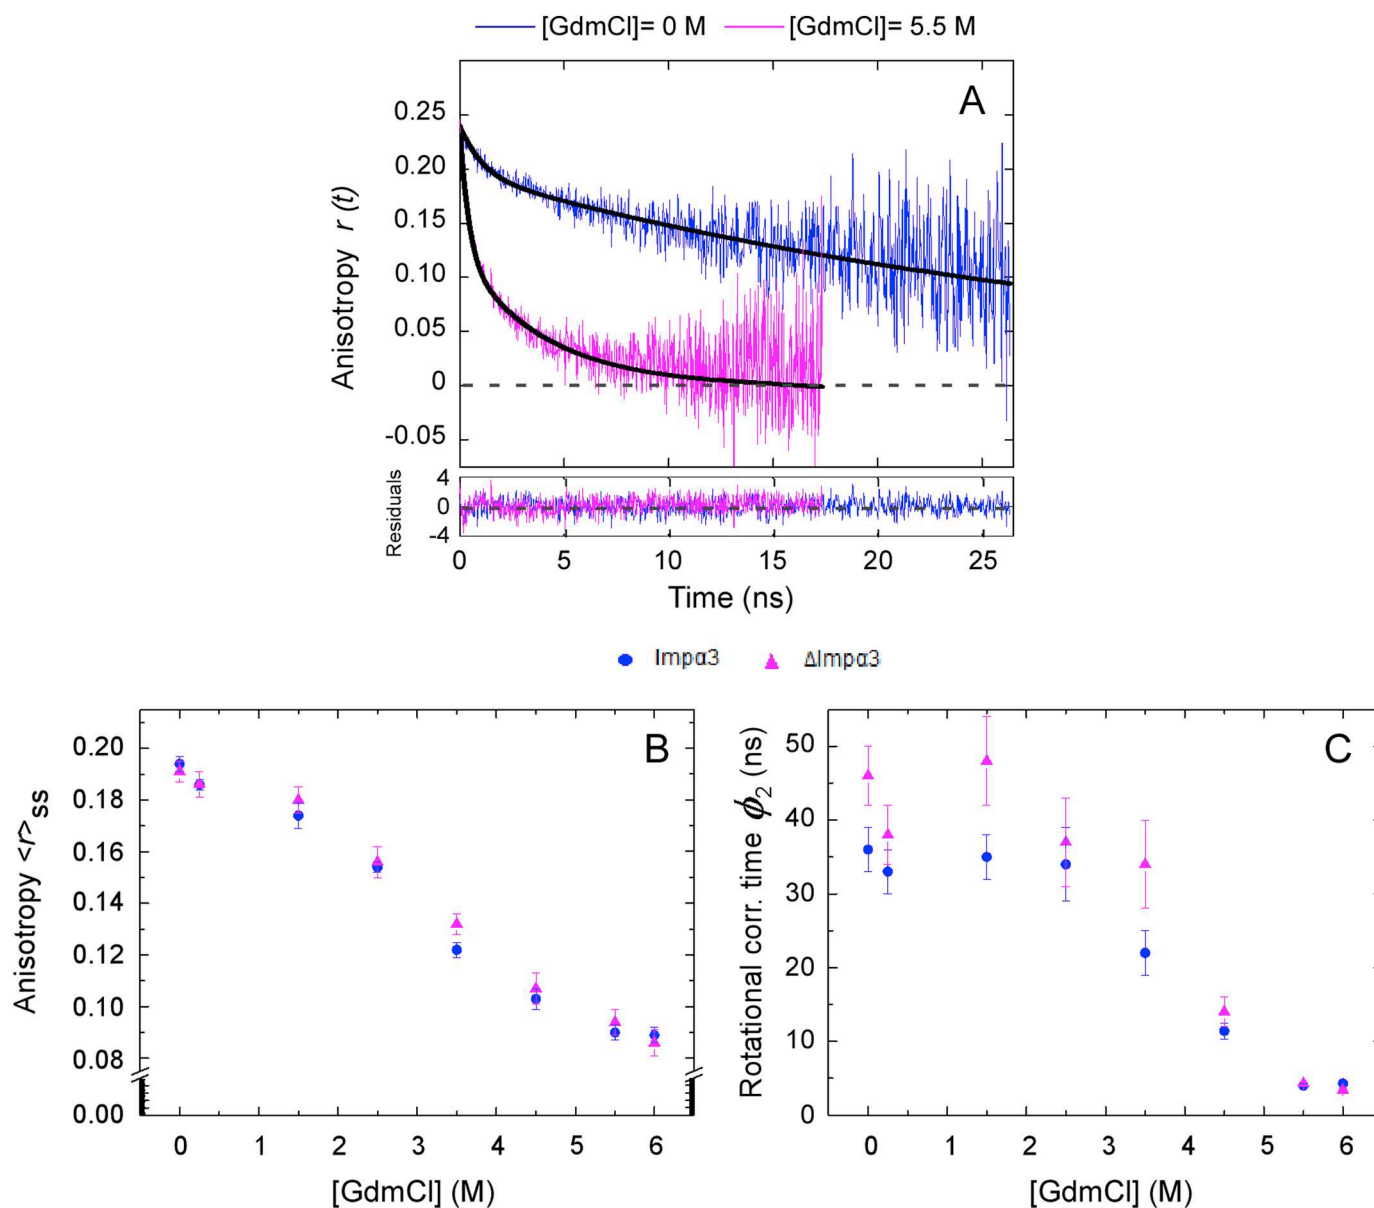 [GdmCl]= 0 M [GdmCl]= 5.5 M
A
Anisotropy r (t)
0.25
0.20
0.15
0.10
0.05
0
-0.05
Residuals
4
0
-4
0 5 10 15 20 25
Time (ns)
Impα3 ΔImpα3
B
Anisotropy <r>ss
0.20
0.18
0.16
0.14
0.12
0.10
0.08
0.00
0 1 2 3 4 5 6
[GdmCl] (M)
C
Rotational corr. time ϕ2 (ns)
50
40
30
20
10
0
0 1 2 3 4 5 6
[GdmCl] (M)